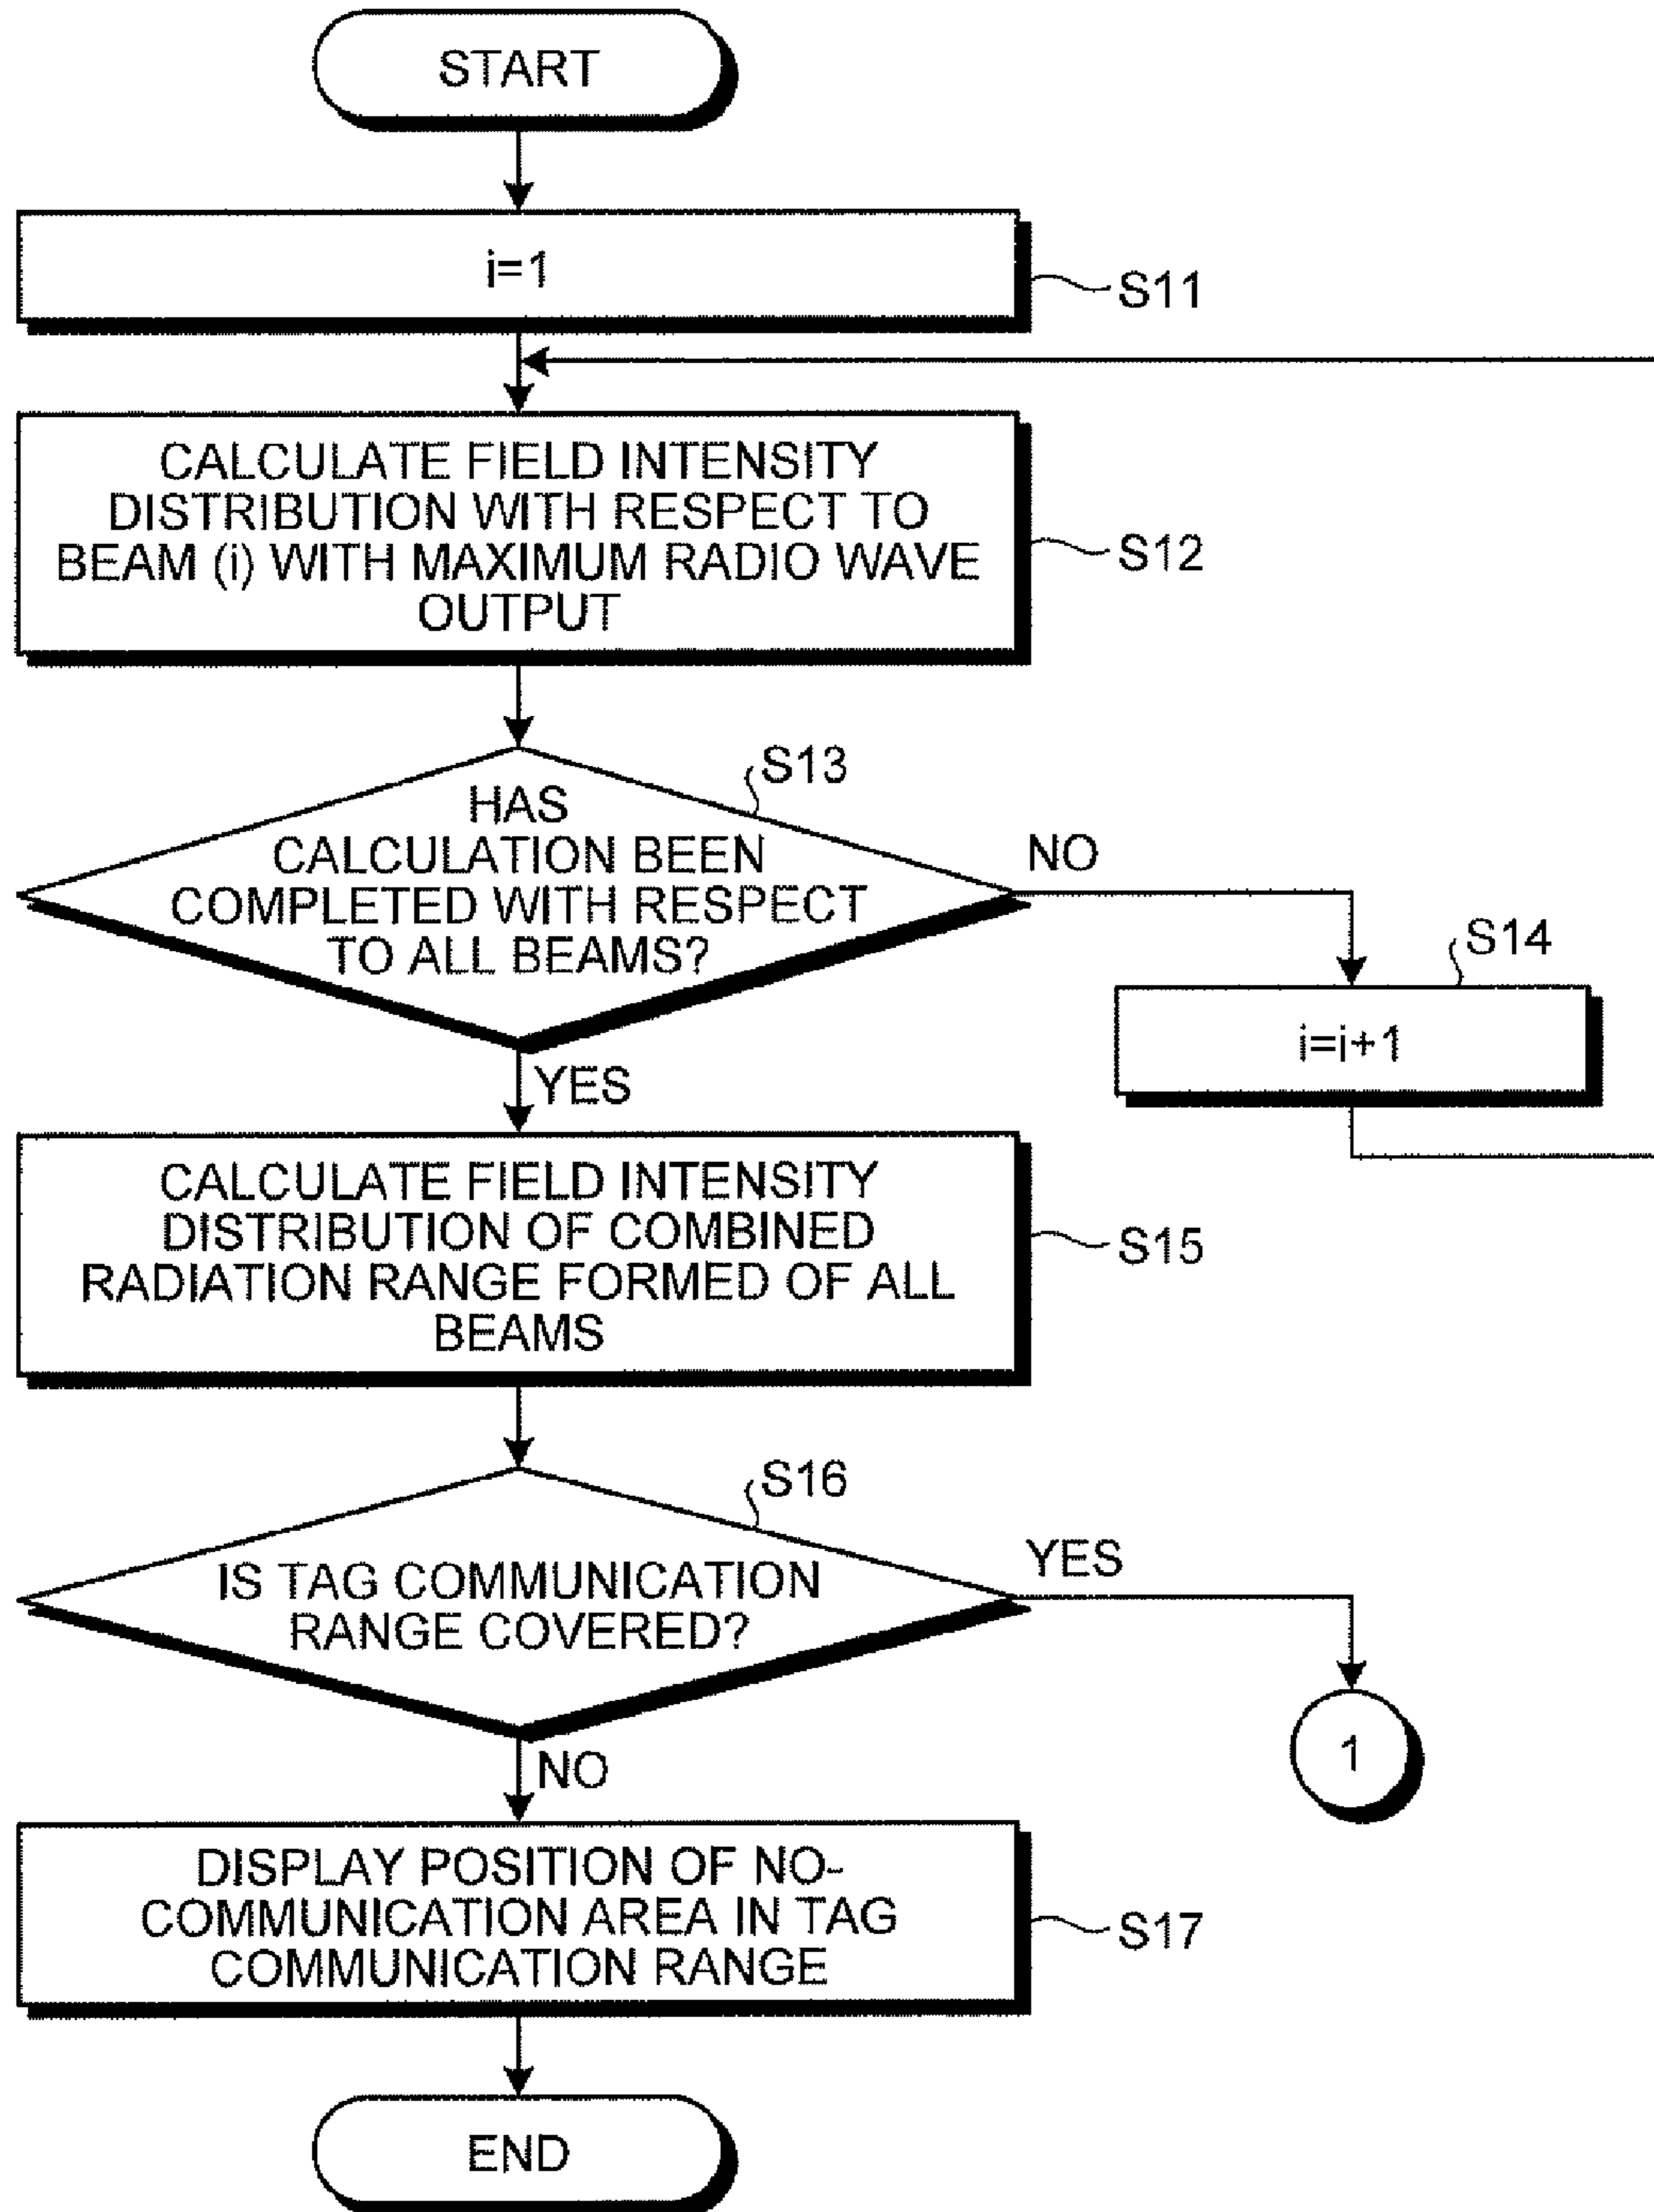 START
i=1
S11
CALCULATE FIELD INTENSITY
DISTRIBUTION WITH RESPECT TO
BEAM (i) WITH MAXIMUM RADIO WAVE
OUTPUT
S12
S13
HAS
CALCULATION BEEN
COMPLETED WITH RESPECT
TO ALL BEAMS?
NO
S14
i=i+1
YES
CALCULATE FIELD INTENSITY
DISTRIBUTION OF COMBINED
RADIATION RANGE FORMED OF ALL
BEAMS
S15
S16
IS TAG COMMUNICATION
RANGE COVERED?
YES
1
NO
DISPLAY POSITION OF NO-
COMMUNICATION AREA IN TAG
COMMUNICATION RANGE
S17
END